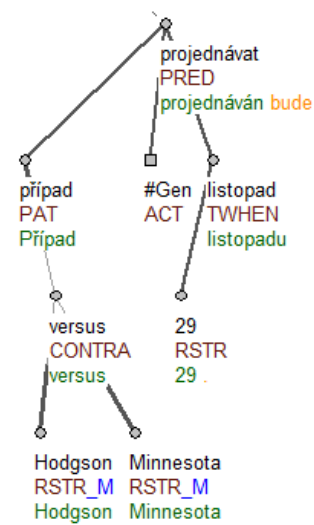 projednávat
PRED
projednáván bude
případ #Gen listopad
PAT ACT TWHEN
Případ listopadu
versus 29
CONTRA RSTR
versus 29 .
Hodgson Minnesota
RSTR_M RSTR_M
Hodgson Minnesota